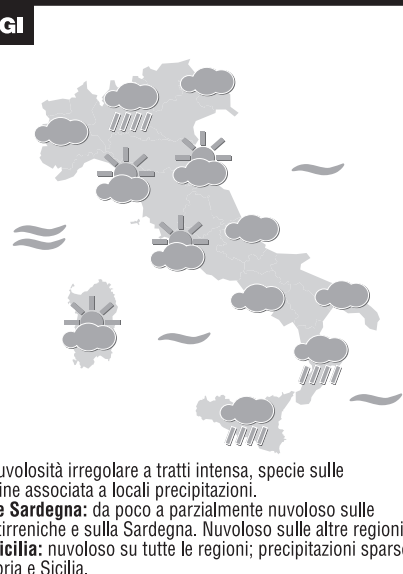 GI
uvolosità irregolare a tratti intensa, specie sulle
ine associata a locali precipitazioni.
e Sardegna: da poco a parzialmente nuvoloso sulle
tirreniche e sulla Sardegna. Nuvoloso sulle altre regioni
icilia: nuvoloso su tutte le regioni; precipitazioni sparse
oria e Sicilia.